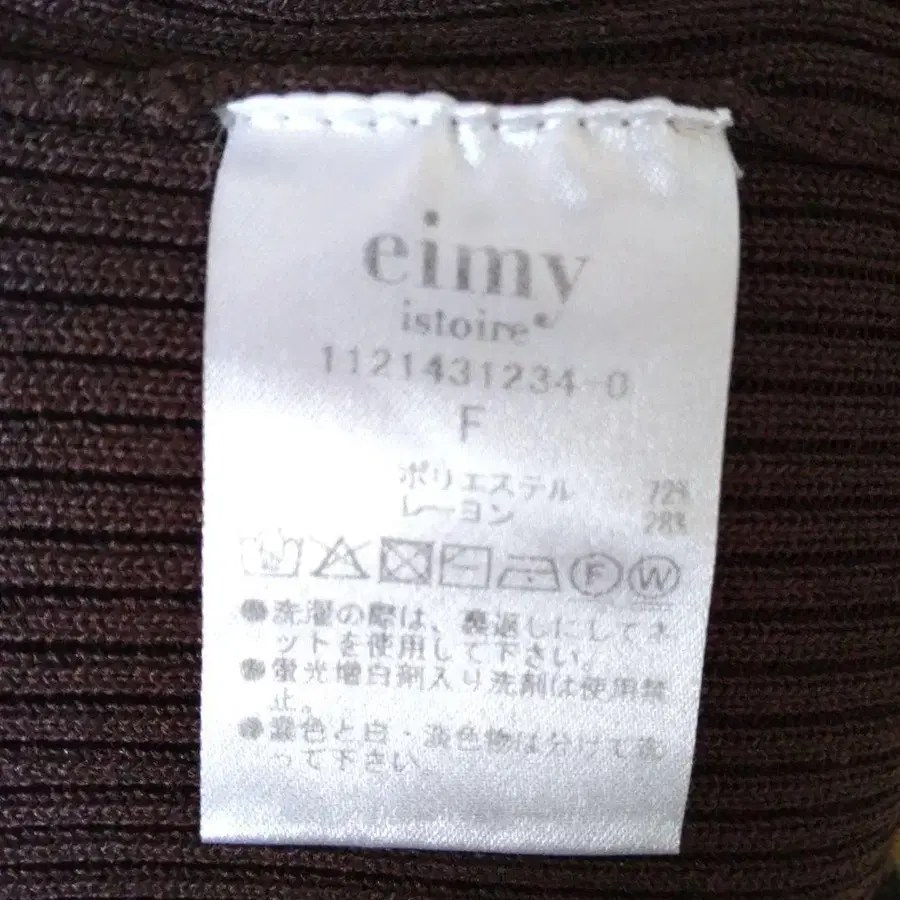 eimy
istoire
1121431234-0
F
ポリエステル 72%
レーヨン 28%
F W
●洗濯の際は、裏返しにしてネ
ットを使用して下さい。
●蛍光増白剤入り洗剤は使用禁
止。
●濃色と白・淡色物は分けて洗
って下さい